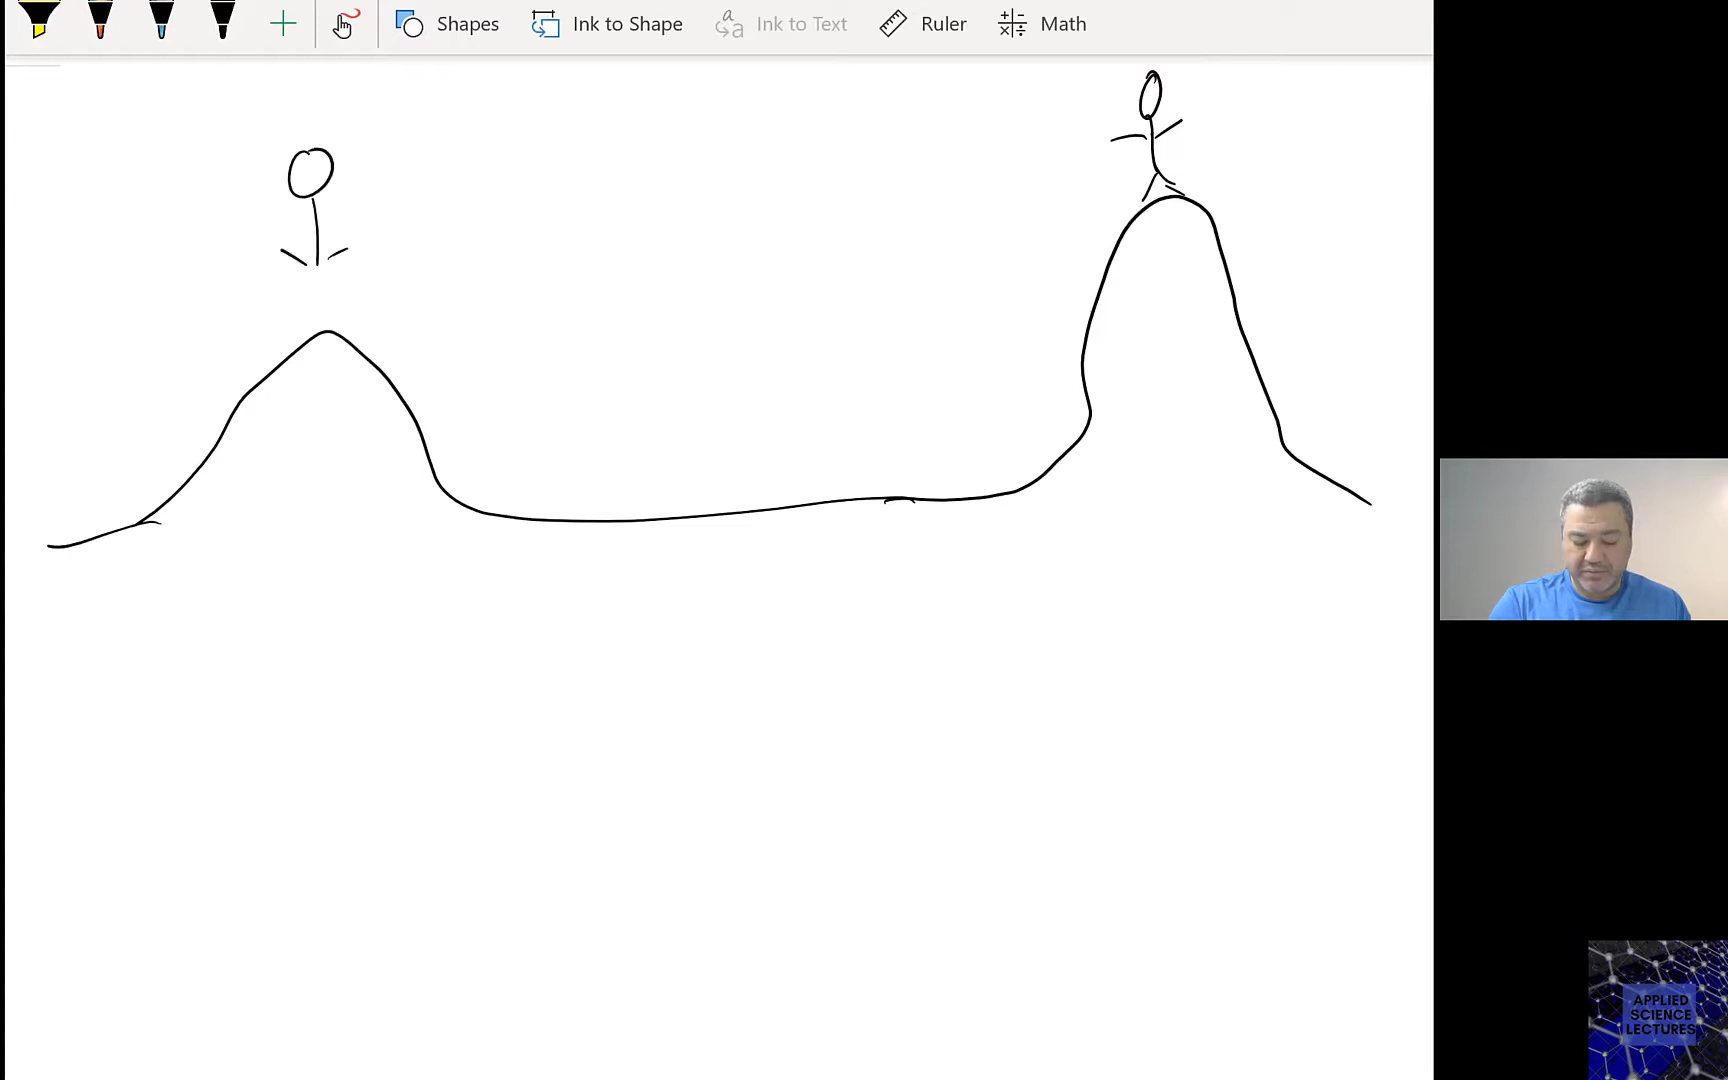 Shapes
Ink to Shape
Ink to Text
Ruler
Math
APPLIED
SCIENCE
LECTURES